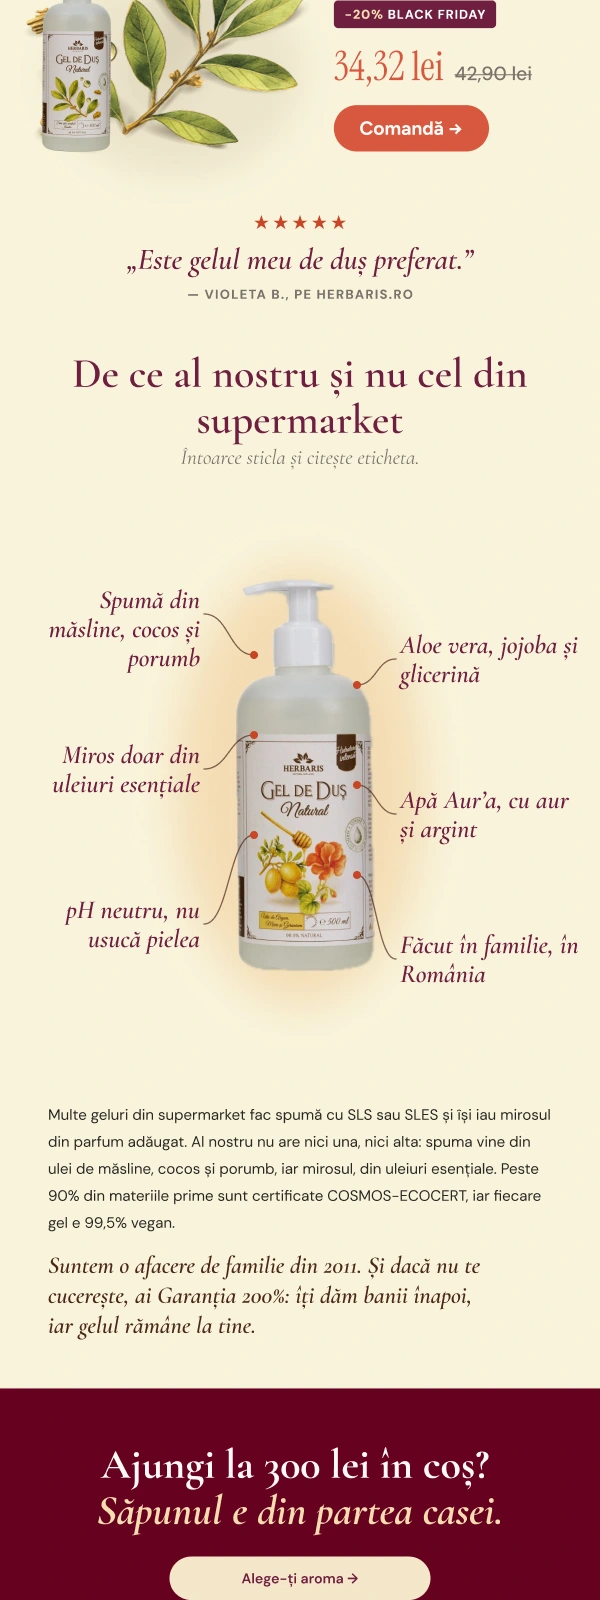 HERBARIS
GEL DE DUȘ
Natural
-20% BLACK FRIDAY
34,32 lei 42,90 lei
Comandă →
★★★★★
„Este gelul meu de duș preferat.”
— VIOLETA B., PE HERBARIS.RO
De ce al nostru și nu cel din
supermarket
Întoarce sticla și citește eticheta.
Spumă din
măsline, cocos și
porumb
Aloe vera, jojoba și
glicerină
Miros doar din
uleiuri esențiale
Apă Aur’a, cu aur
și argint
pH neutru, nu
usucă pielea
Făcut în familie, în
România
HERBARIS
GEL DE DUȘ
Natural
℮ 500 ml
Multe geluri din supermarket fac spumă cu SLS sau SLES și își iau mirosul
din parfum adăugat. Al nostru nu are nici una, nici alta: spuma vine din
ulei de măsline, cocos și porumb, iar mirosul, din uleiuri esențiale. Peste
90% din materiile prime sunt certificate COSMOS-ECOCERT, iar fiecare
gel e 99,5% vegan.
Suntem o afacere de familie din 2011. Și dacă nu te
cucerește, ai Garanția 200%: îți dăm banii înapoi,
iar gelul rămâne la tine.
Ajungi la 300 lei în coș?
Săpunul e din partea casei.
Alege-ți aroma →